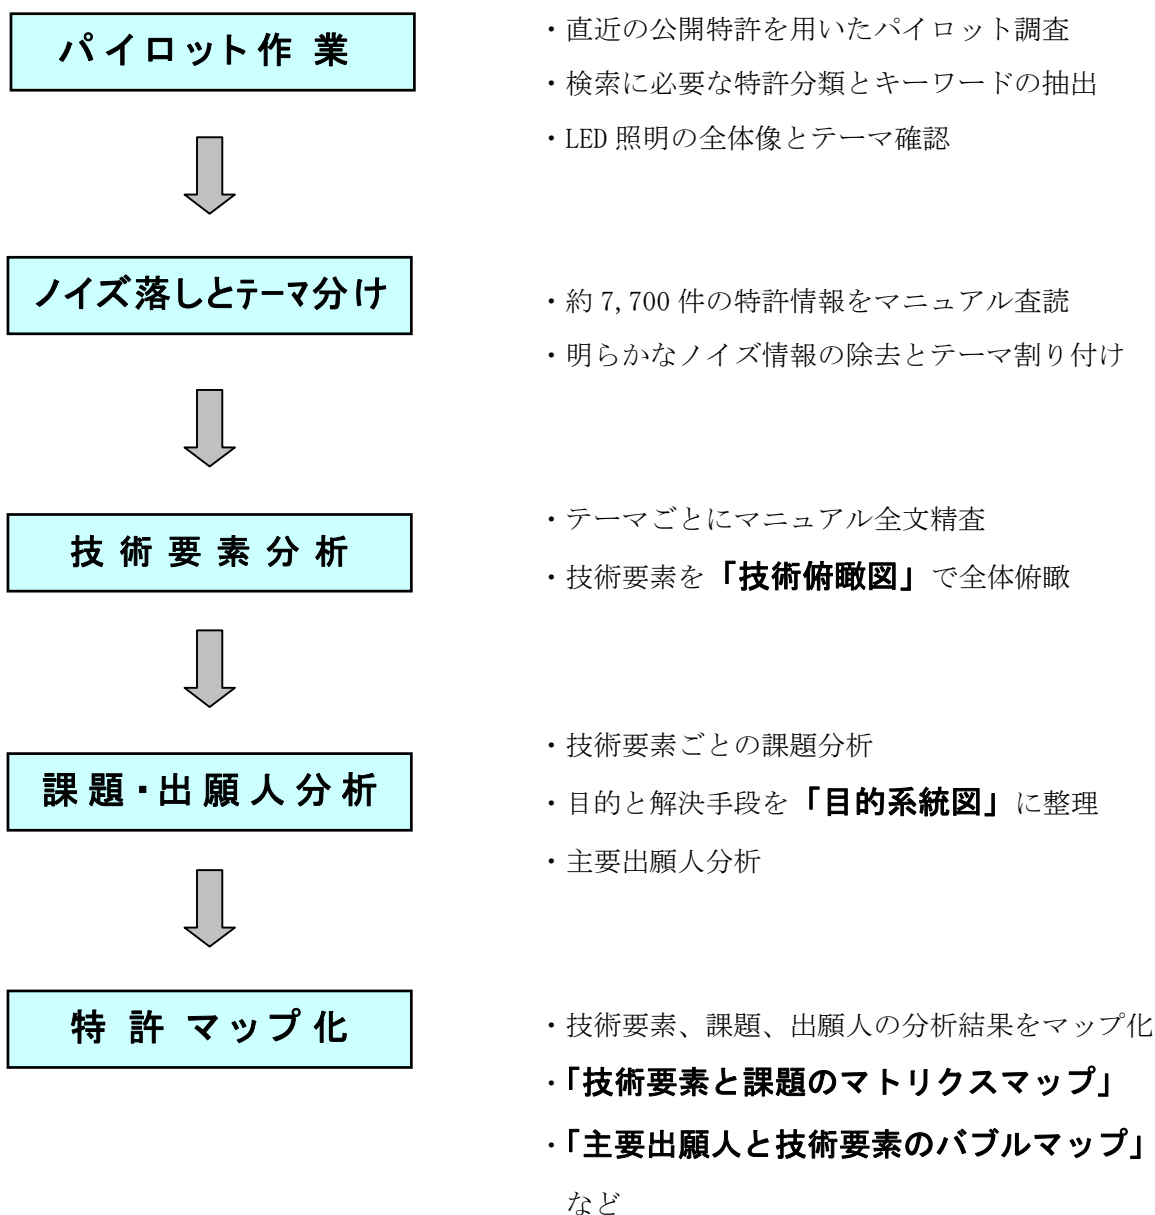 パイロット作業
・直近の公開特許を用いたパイロット調査
・検索に必要な特許分類とキーワードの抽出
・LED 照明の全体像とテーマ確認
ノイズ落しとﾃｰﾏ分け
・約 7,700 件の特許情報をマニュアル査読
・明らかなノイズ情報の除去とテーマ割り付け
技術要素分析
・テーマごとにマニュアル全文精査
・技術要素を「技術俯瞰図」で全体俯瞰
課題・出願人分析
・技術要素ごとの課題分析
・目的と解決手段を「目的系統図」に整理
・主要出願人分析
特許マップ化
・技術要素、課題、出願人の分析結果をマップ化
・「技術要素と課題のマトリクスマップ」
・「主要出願人と技術要素のバブルマップ」
など